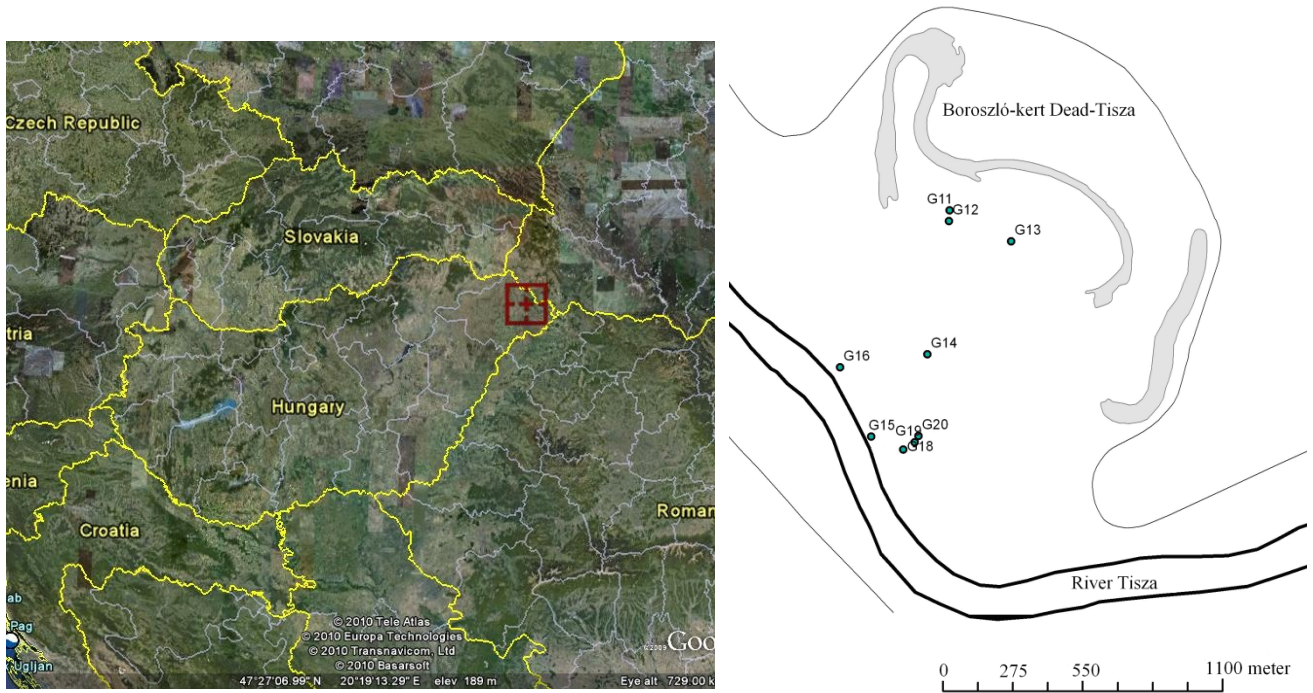 Czech Republic
Slovakia
tria
Hungary
enia
Croatia
Roman
ab
Pag
Ugljan
© 2010 Tele Atlas
© 2010 Europa Technologies
© 2010 Transnavicom, Ltd
© 2010 Basarsoft
©2009
Goo
47°27'06.99" N 20°19'13.29" E elev 189 m
Eye alt 729.00 k
Boroszló-kert Dead-Tisza
G11
G12
G13
G14
G16
G15
G19
G20
G18
River Tisza
0 275 550 1100 meter